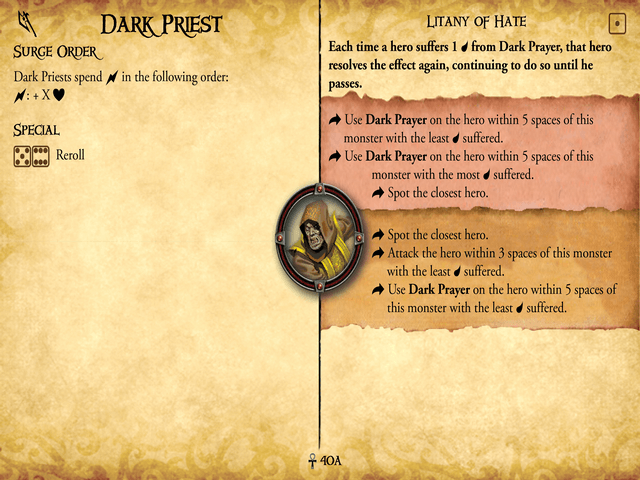 Dark Priest
Surge Order
Dark Priests spend in the following order:
: + X
Special
Reroll
Litany of Hate
Each time a hero suffers 1 from Dark Prayer, that hero
resolves the effect again, continuing to do so until he
passes.
Use Dark Prayer on the hero within 5 spaces of this
monster with the least suffered.
Use Dark Prayer on the hero within 5 spaces of this
monster with the most suffered.
Spot the closest hero.
Spot the closest hero.
Attack the hero within 3 spaces of this monster
with the least suffered.
Use Dark Prayer on the hero within 5 spaces of
this monster with the least suffered.
40A